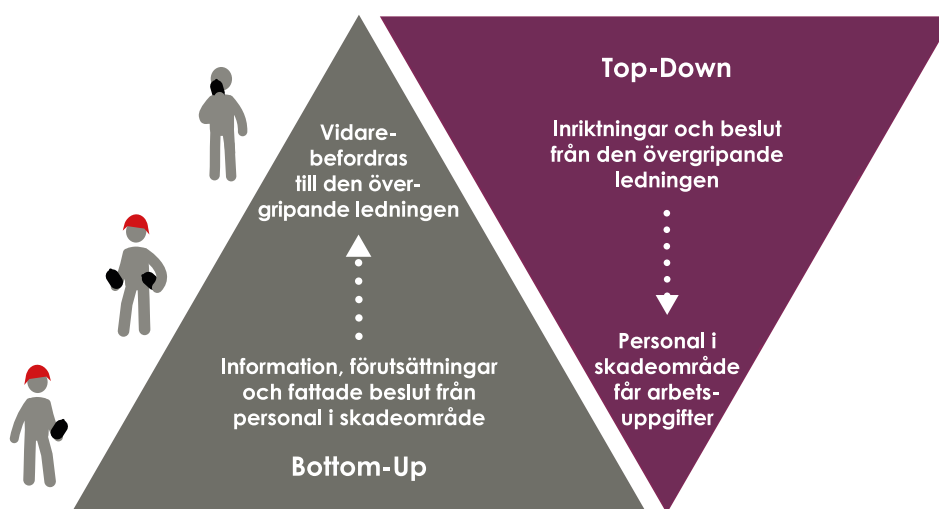 Vidare-
befordras
till den över-
gripande ledningen
Information, förutsättningar
och fattade beslut från
personal i skadeområde
Bottom-Up
Top-Down
Inriktningar och beslut
från den övergripande
ledningen
Personal i
skadeområde
får arbets-
uppgifter